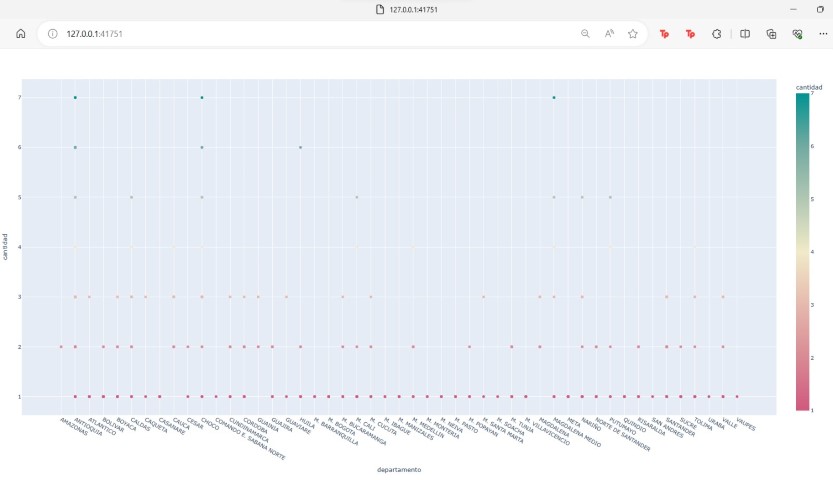 127.0.0.1:41751
127.0.0.1:41751
cantidad
7
6
5
4
3
2
1
cantidad
7
6
5
4
3
2
1
AMAZONAS
ANTIOQUIA
ATLANTICO
BOLIVAR
BOYACA
CALDAS
CAQUETA
CASANARE
CAUCA
CESAR
CHOCO
COMANDO E. SABANA NORTE
CUNDINAMARCA
CORDOBA
GUAINIA
GUAJIRA
GUAVIARE
HUILA
M. BARRANQUILLA
M. BOGOTA
M. BUCARAMANGA
M. CALI
M. CUCUTA
M. IBAGUE
M. MANIZALES
M. MEDELLIN
M. MONTERIA
M. NEIVA
M. PASTO
M. POPAYAN
M. SANTA MARTA
M. SOACHA
M. TUNJA
M. VILLAVICENCIO
MAGDALENA
MAGDALENA MEDIO
META
NARIÑO
NORTE DE SANTANDER
PUTUMAYO
QUINDIO
RISARALDA
SAN ANDRES
SANTANDER
SUCRE
TOLIMA
URABA
VALLE
VAUPES
departamento